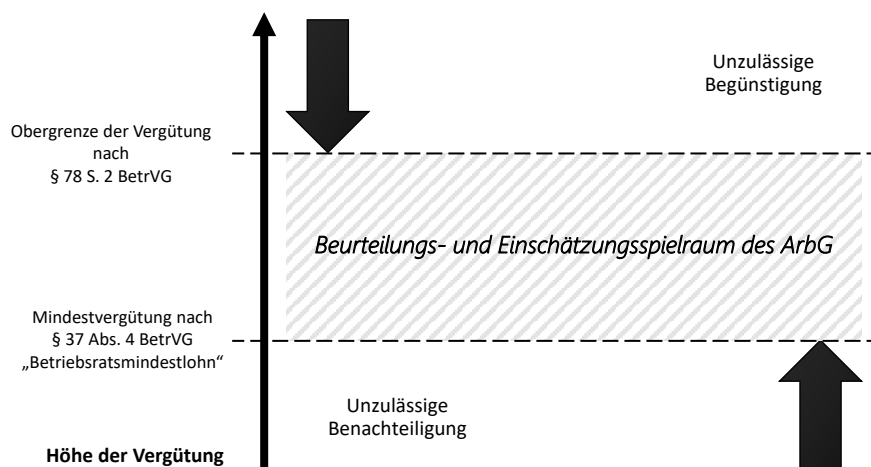 Unzulässige
Begünstigung
Obergrenze der Vergütung
nach
§ 78 S. 2 BetrVG
Beurteilungs- und Einschätzungsspielraum des ArbG
Mindestvergütung nach
§ 37 Abs. 4 BetrVG
„Betriebsratsmindestlohn“
Unzulässige
Benachteiligung
Höhe der Vergütung